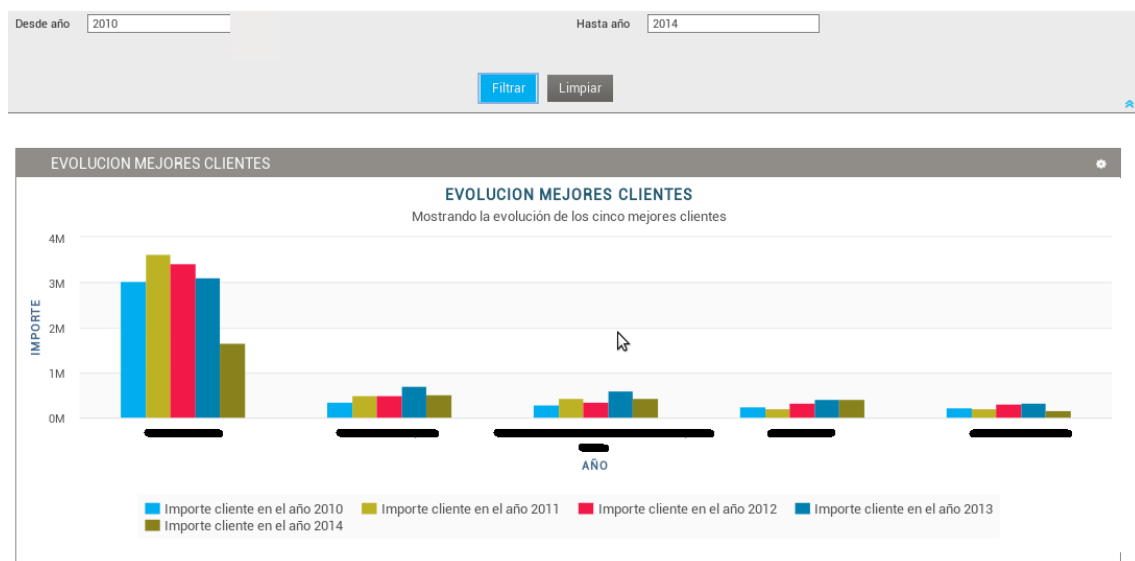 Desde año 2010 Hasta año 2014
Filtrar Limpiar
EVOLUCION MEJORES CLIENTES
EVOLUCION MEJORES CLIENTES
Mostrando la evolución de los cinco mejores clientes
4M
3M
2M
1M
0M
IMPORTE
AÑO
Importe cliente en el año 2010 Importe cliente en el año 2011 Importe cliente en el año 2012 Importe cliente en el año 2013
Importe cliente en el año 2014